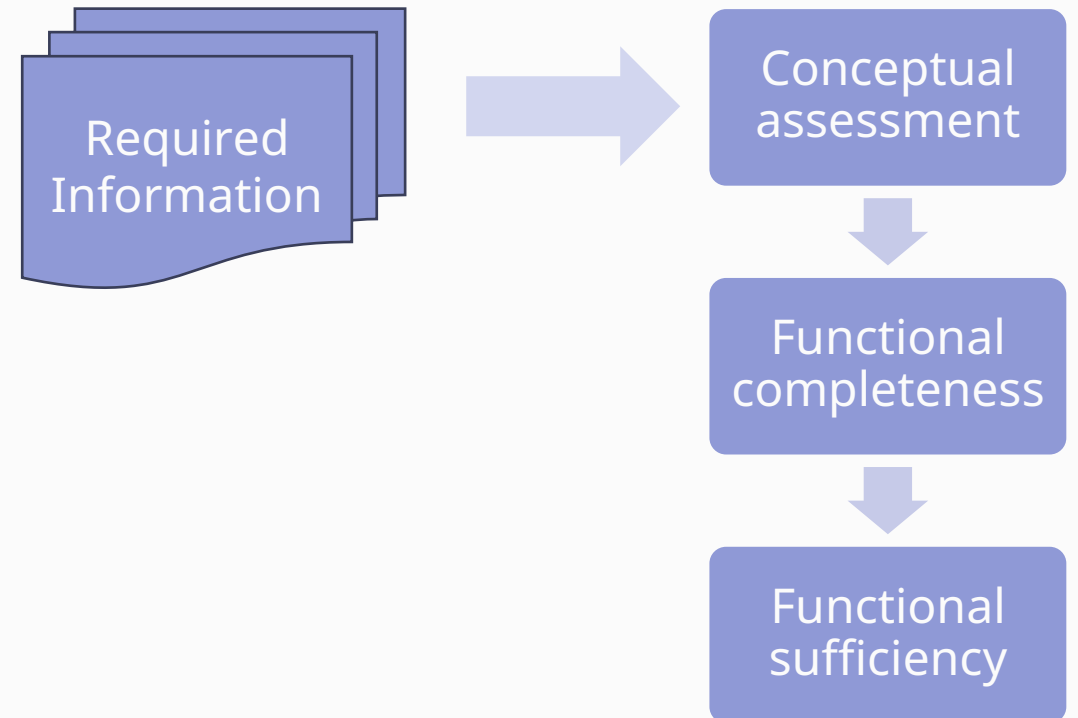 Required
Information
Conceptual
assessment
Functional
completeness
Functional
sufficiency